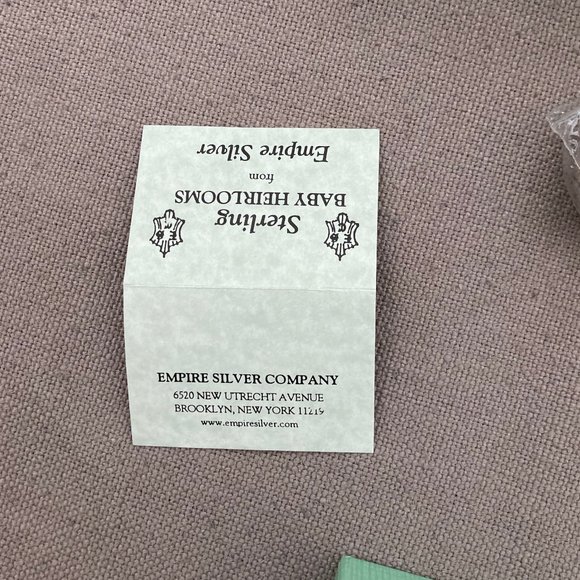 Sterling
BABY HEIRLOOMS
from
Empire Silver
EMPIRE SILVER COMPANY
6520 NEW UTRECHT AVENUE
BROOKLYN, NEW YORK 11219
www.empiresilver.com